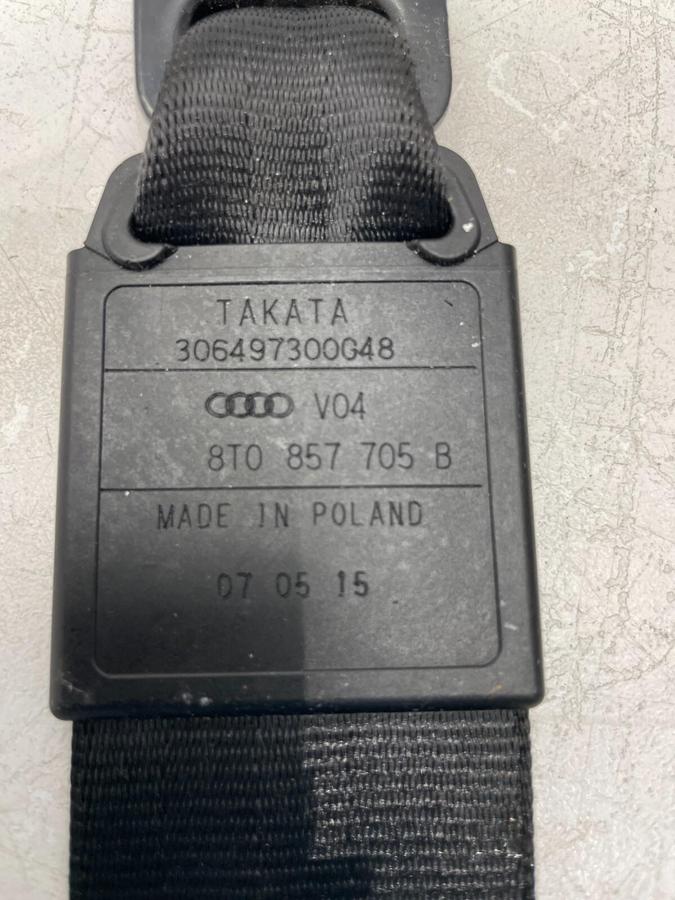 TAKATA
306497300G48
V04
8T0 857 705 B
MADE IN POLAND
07 05 15